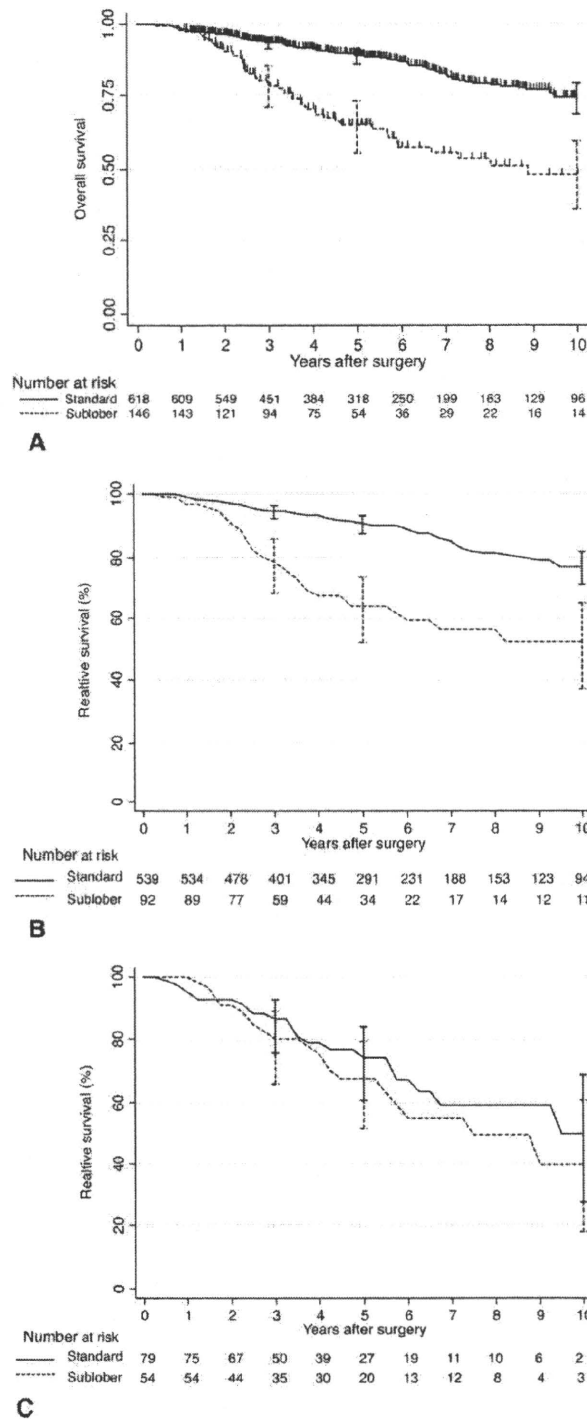 Overall survival
1.00
0.75
0.50
0.25
0.00
0 1 2 3 4 5 6 7 8 9 10
Years after surgery
Number at risk
Standard 618 609 549 451 384 318 250 199 163 129 96
Sublober 146 143 121 94 75 54 36 29 22 16 14
A
Realtive survival (%)
100
80
60
40
20
0
0 1 2 3 4 5 6 7 8 9 10
Years after surgery
Number at risk
Standard 539 534 478 401 345 291 231 188 153 123 94
Sublober 92 89 77 59 44 34 22 17 14 12 11
B
Realtive survival (%)
100
80
60
40
20
0
0 1 2 3 4 5 6 7 8 9 10
Years after surgery
Number at risk
Standard 79 75 67 50 39 27 19 11 10 6 2
Sublober 54 54 44 35 30 20 13 12 8 4 3
C